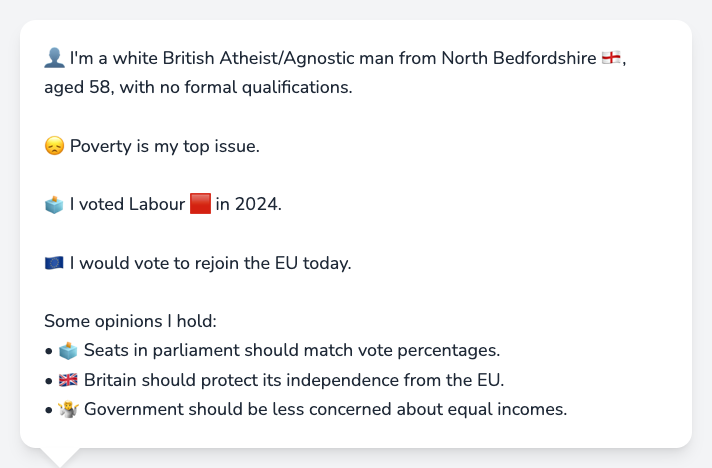 👤 I'm a white British Atheist/Agnostic man from North Bedfordshire 🏴󠁧󠁢󠁥󠁮󠁧󠁿,
aged 58, with no formal qualifications.
😞 Poverty is my top issue.
🗳️ I voted Labour 🟥 in 2024.
🇪🇺 I would vote to rejoin the EU today.
Some opinions I hold:
• 🗳️ Seats in parliament should match vote percentages.
• 🇬🇧 Britain should protect its independence from the EU.
• 🤷 Government should be less concerned about equal incomes.